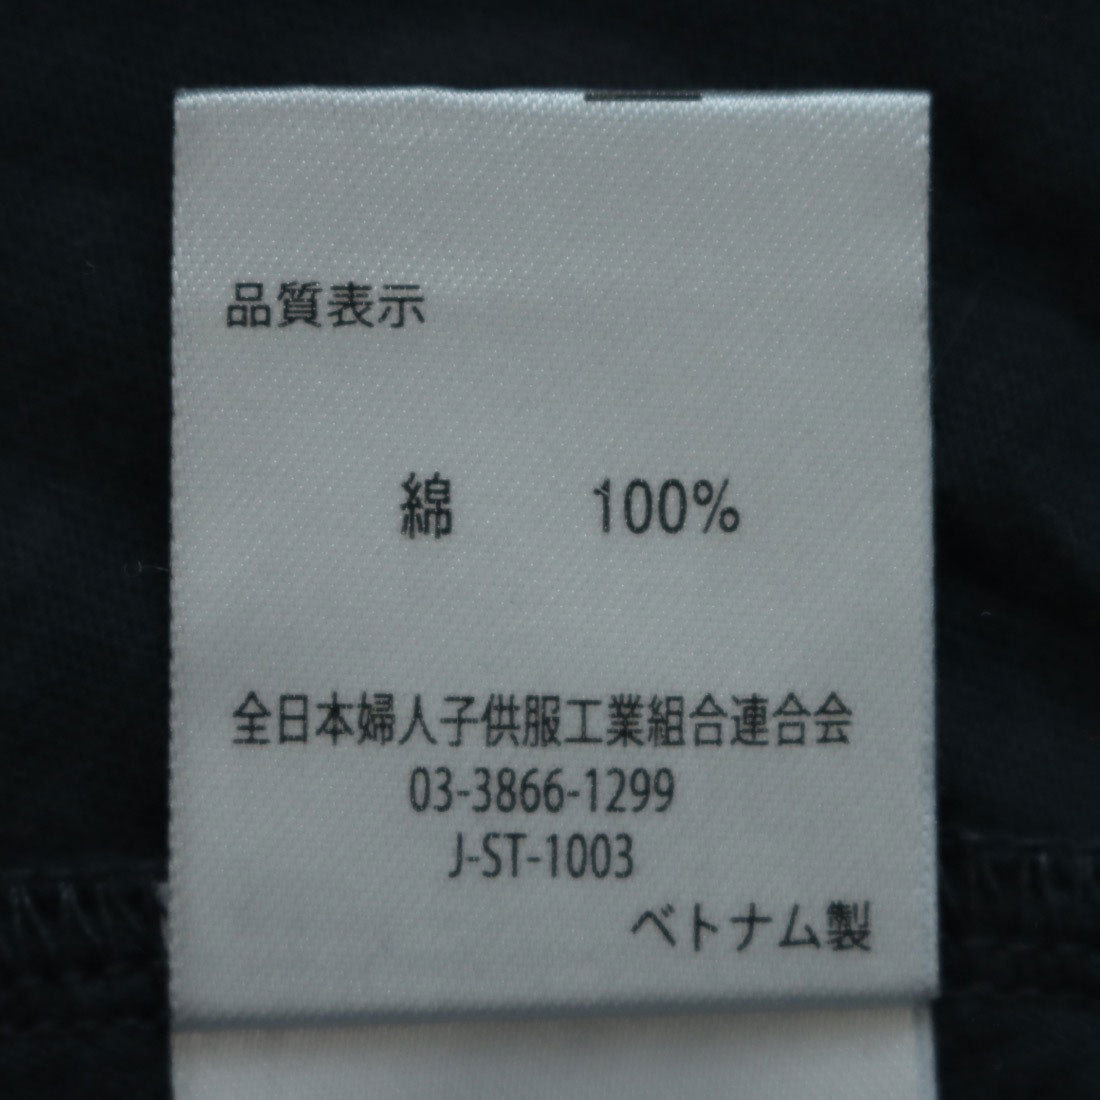 品質表示
綿 100%
全日本婦人子供服工業組合連合会
03-3866-1299
J-ST-1003
ベトナム製